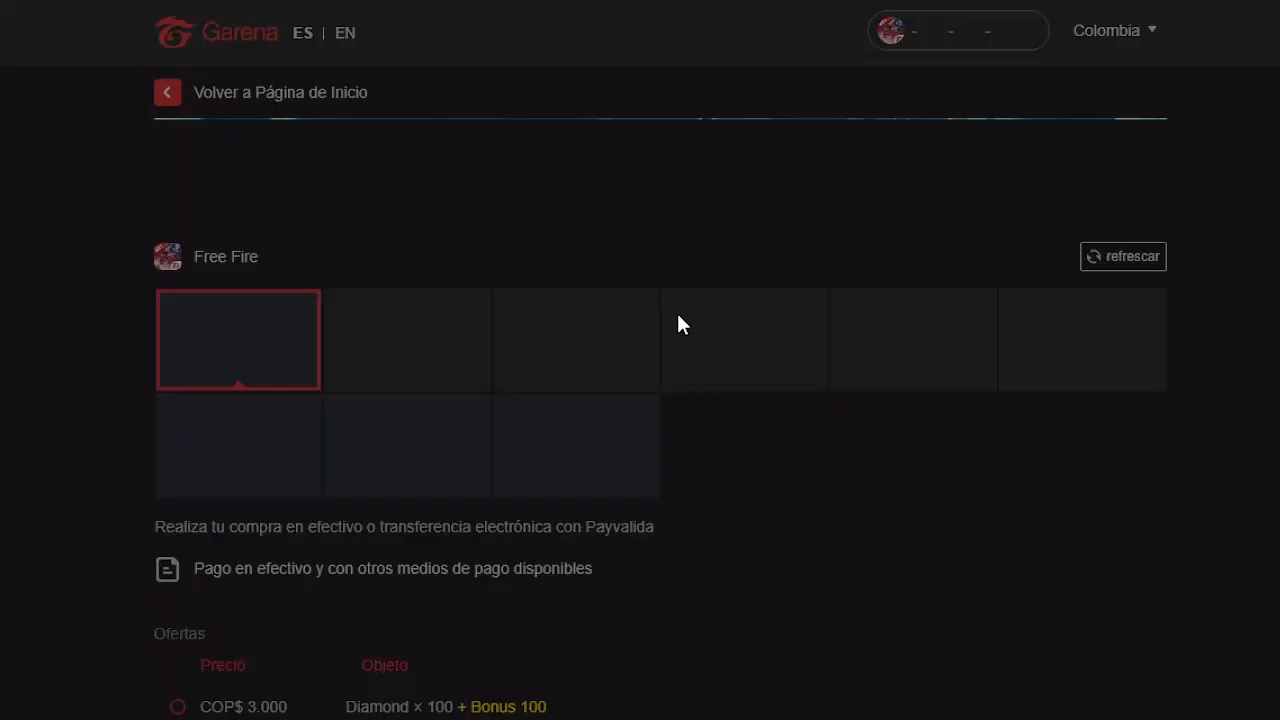 Garena ES | EN
- - - Colombia
Volver a Página de Inicio
Free Fire
refrescar
Realiza tu compra en efectivo o transferencia electrónica con Payvalida
Pago en efectivo y con otros medios de pago disponibles
Ofertas
Precio Objeto
COP$ 3.000 Diamond × 100 + Bonus 100